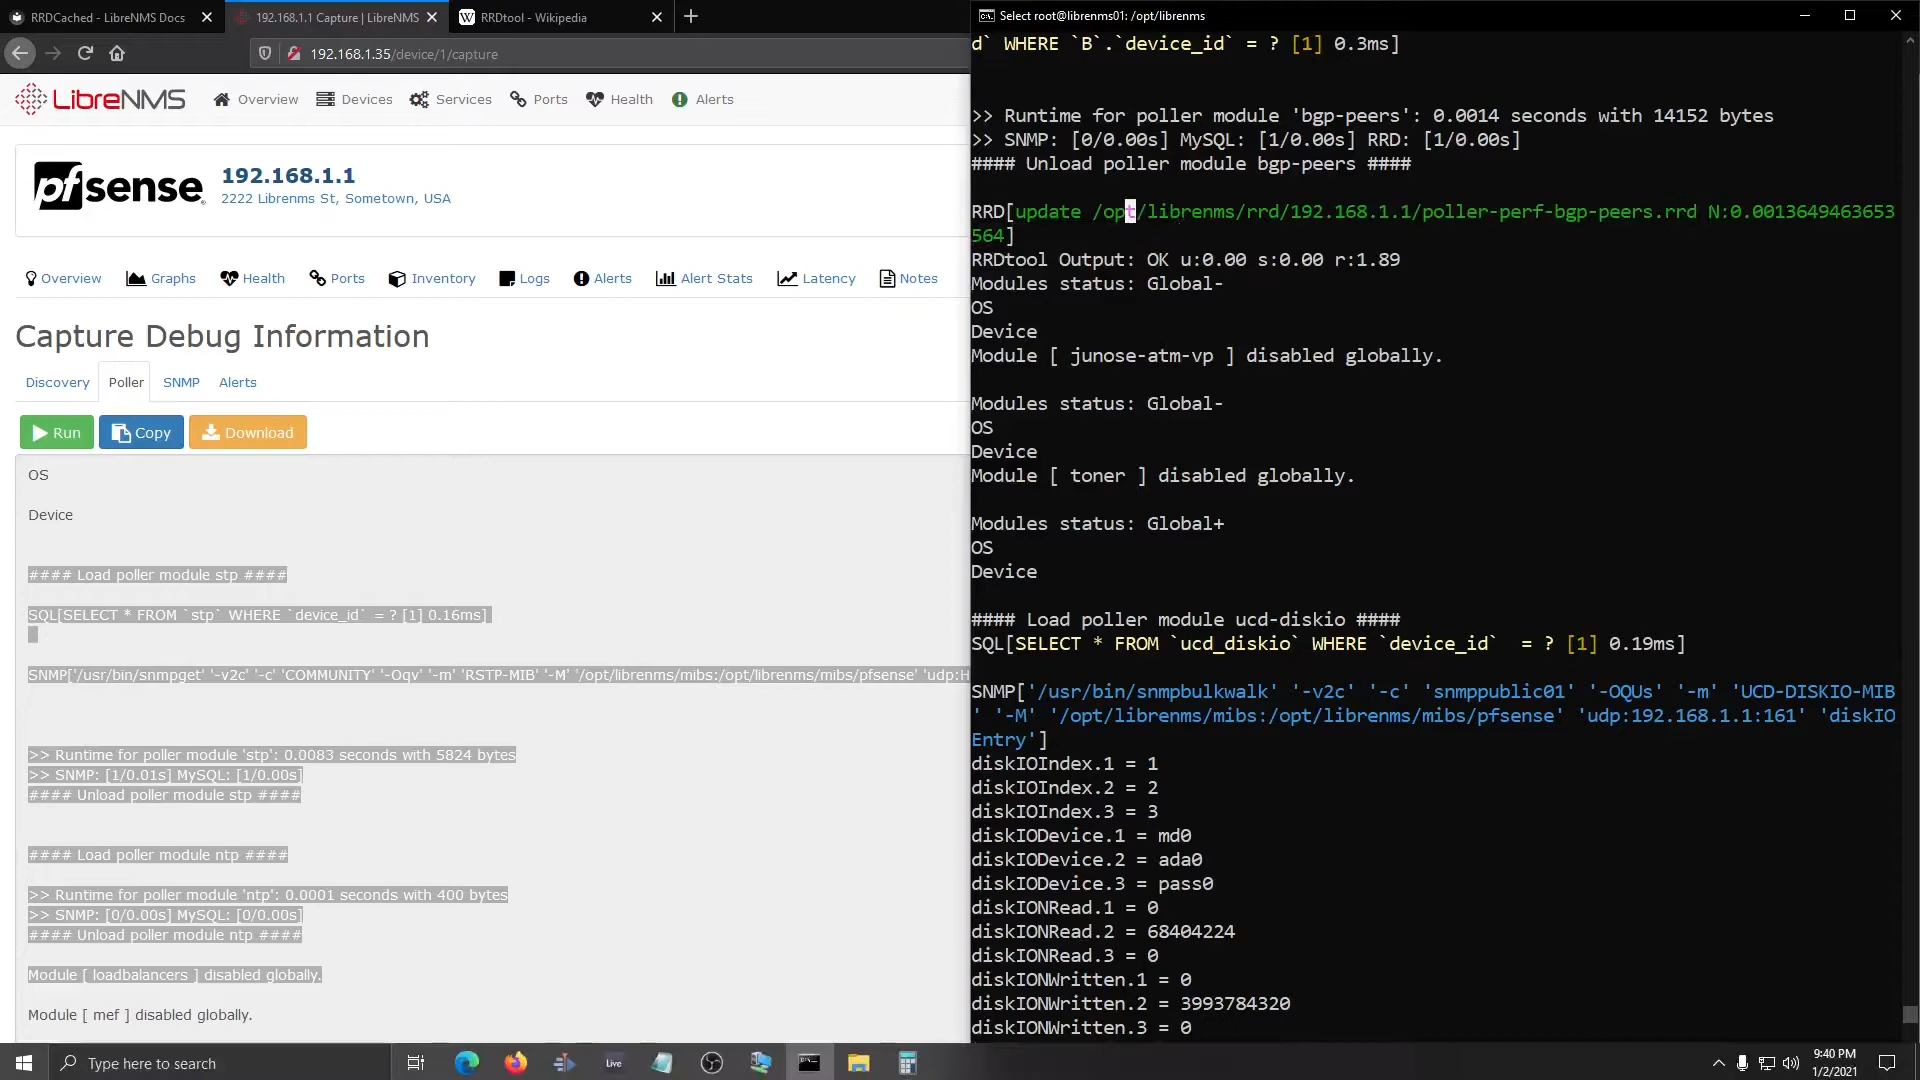 RRDCached - LibreNMS Docs
192.168.1.1 Capture | LibreNMS
W RRDtool - Wikipedia
192.168.1.35/device/1/capture
LibreNMS
Overview Devices Services Ports Health Alerts
pfsense
192.168.1.1
2222 Librenms St, Sometown, USA
Overview Graphs Health Ports Inventory Logs Alerts Alert Stats Latency Notes
Capture Debug Information
Discovery Poller SNMP Alerts
Run Copy Download
OS
Device
#### Load poller module stp ####
SQL[SELECT * FROM `stp` WHERE `device_id` = ? [1] 0.16ms]
SNMP['/usr/bin/snmpget' '-v2c' '-c' 'COMMUNITY' '-Oqv' '-m' 'RSTP-MIB' '-M' '/opt/librenms/mibs:/opt/librenms/mibs/pfsense' 'udp:H
>> Runtime for poller module 'stp': 0.0083 seconds with 5824 bytes
>> SNMP: [1/0.01s] MySQL: [1/0.00s]
#### Unload poller module stp ####
#### Load poller module ntp ####
>> Runtime for poller module 'ntp': 0.0001 seconds with 400 bytes
>> SNMP: [0/0.00s] MySQL: [0/0.00s]
#### Unload poller module ntp ####
Module [ loadbalancers ] disabled globally.
Module [ mef ] disabled globally.
Select root@librenms01: /opt/librenms
d` WHERE `B`.`device_id` = ? [1] 0.3ms]
>> Runtime for poller module 'bgp-peers': 0.0014 seconds with 14152 bytes
>> SNMP: [0/0.00s] MySQL: [1/0.00s] RRD: [1/0.00s]
#### Unload poller module bgp-peers ####
RRD[update /opt/librenms/rrd/192.168.1.1/poller-perf-bgp-peers.rrd N:0.0013649463653
564]
RRDtool Output: OK u:0.00 s:0.00 r:1.89
Modules status: Global-
OS
Device
Module [ junose-atm-vp ] disabled globally.
Modules status: Global-
OS
Device
Module [ toner ] disabled globally.
Modules status: Global+
OS
Device
#### Load poller module ucd-diskio ####
SQL[SELECT * FROM `ucd_diskio` WHERE `device_id`  = ? [1] 0.19ms]
SNMP['/usr/bin/snmpbulkwalk' '-v2c' '-c' 'snmppublic01' '-OQUs' '-m' 'UCD-DISKIO-MIB
' '-M' '/opt/librenms/mibs:/opt/librenms/mibs/pfsense' 'udp:192.168.1.1:161' 'diskIO
Entry']
diskIOIndex.1 = 1
diskIOIndex.2 = 2
diskIOIndex.3 = 3
diskIODevice.1 = md0
diskIODevice.2 = ada0
diskIODevice.3 = pass0
diskIONRead.1 = 0
diskIONRead.2 = 68404224
diskIONRead.3 = 0
diskIONWritten.1 = 0
diskIONWritten.2 = 3993784320
diskIONWritten.3 = 0
Type here to search
Live
9:40 PM
1/2/2021